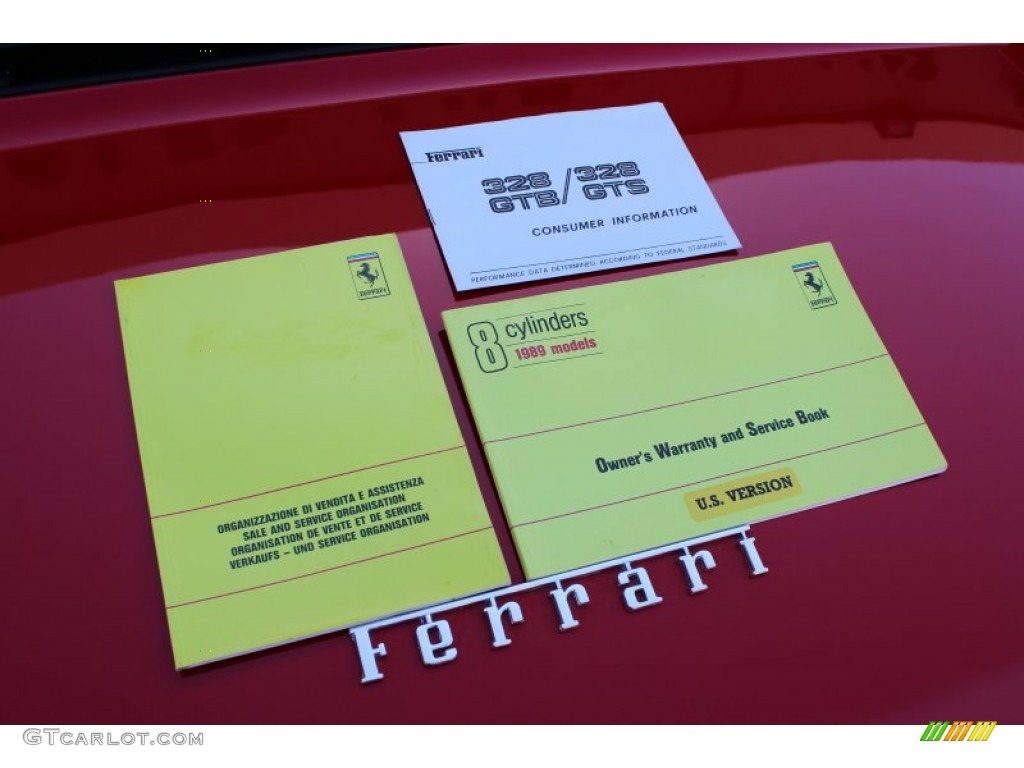 Ferrari
328 GTB/328 GTS
CONSUMER INFORMATION
PERFORMANCE DATA DETERMINED ACCORDING TO FEDERAL STANDARDS
Ferrari
ORGANIZZAZIONE DI VENDITA E ASSISTENZA
SALE AND SERVICE ORGANISATION
ORGANISATION DE VENTE ET DE SERVICE
VERKAUFS – UND SERVICE ORGANISATION
Ferrari
8 cylinders
1989 models
Owner's Warranty and Service Book
U.S. VERSION
Ferrari
GTCARLOT.COM